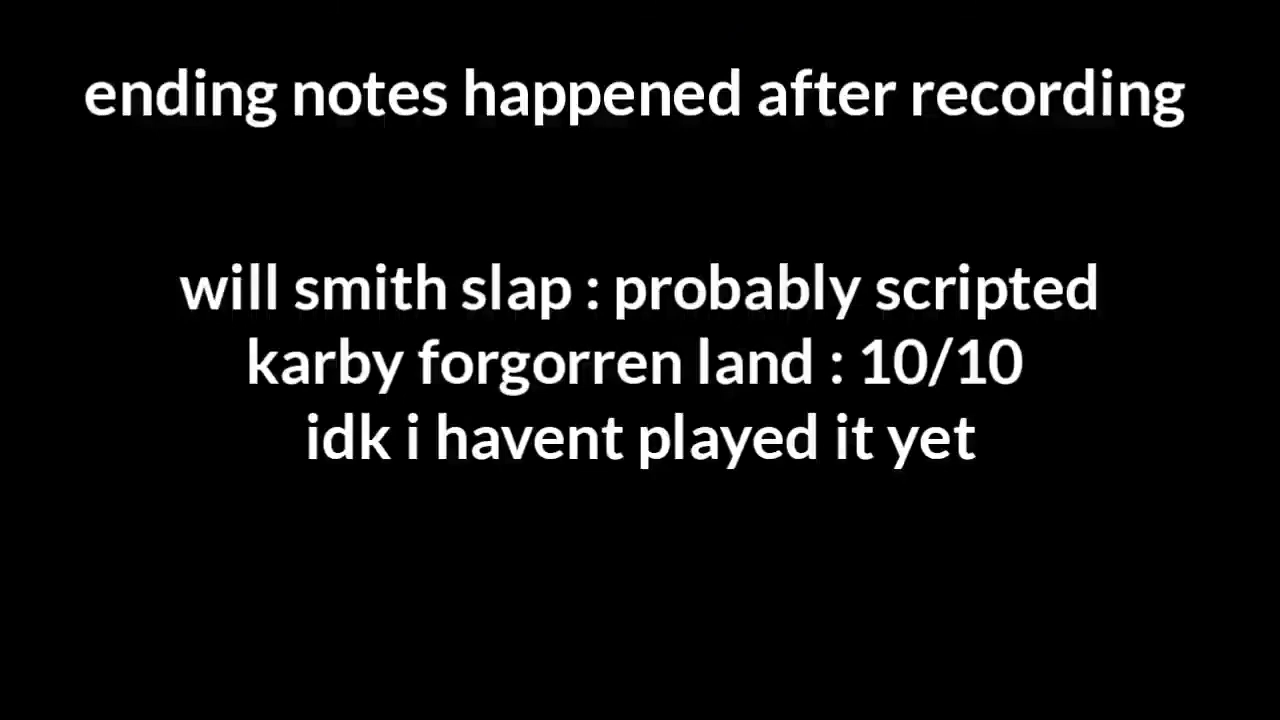 ending notes happened after recording
will smith slap : probably scripted
karby forgorren land : 10/10
idk i havent played it yet